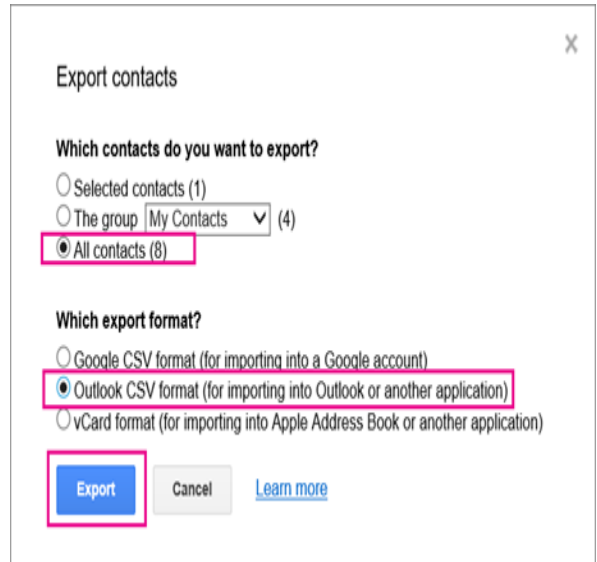 X
Export contacts
Which contacts do you want to export?
Selected contacts (1)
The group My Contacts (4)
All contacts (8)
Which export format?
Google CSV format (for importing into a Google account)
Outlook CSV format (for importing into Outlook or another application)
vCard format (for importing into Apple Address Book or another application)
Export Cancel Learn more